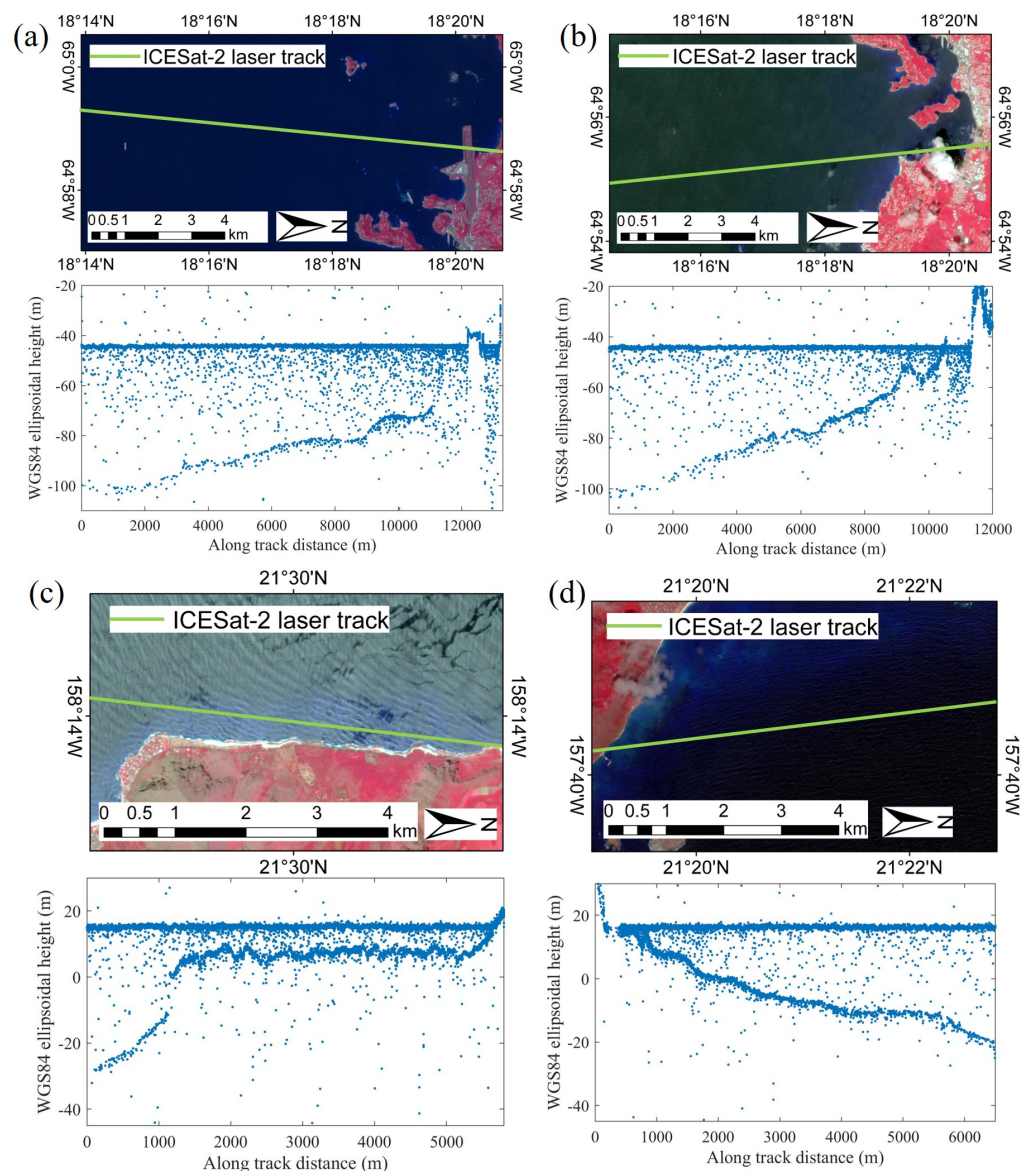 (a)
18°14'N 18°16'N 18°18'N 18°20'N
ICESat-2 laser track
65°0'W
65°0'W
64°58'W
64°58'W
0 0.5 1 2 3 4
km
N
18°14'N 18°16'N 18°18'N 18°20'N
WGS84 ellipsoidal height (m)
-20
-40
-60
-80
-100
0 2000 4000 6000 8000 10000 12000
Along track distance (m)
(b)
18°16'N 18°18'N 18°20'N
ICESat-2 laser track
64°56'W
64°56'W
64°54'W
64°54'W
0 0.5 1 2 3 4
km
N
18°16'N 18°18'N 18°20'N
WGS84 ellipsoidal height (m)
-20
-40
-60
-80
-100
0 2000 4000 6000 8000 10000 12000
Along track distance (m)
(c)
21°30'N
ICESat-2 laser track
158°14'W
158°14'W
0 0.5 1 2 3 4
km
N
21°30'N
WGS84 ellipsoidal height (m)
20
0
-20
-40
0 1000 2000 3000 4000 5000
Along track distance (m)
(d)
21°20'N 21°22'N
ICESat-2 laser track
157°40'W
157°40'W
0 0.5 1 2 3 4
km
N
21°20'N 21°22'N
WGS84 ellipsoidal height (m)
20
0
-20
-40
0 1000 2000 3000 4000 5000 6000
Along track distance (m)